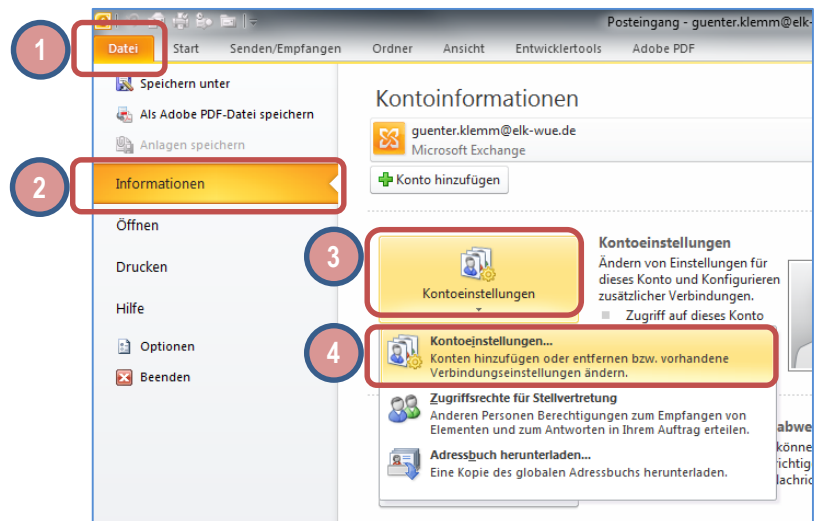 Posteingang - guenter.klemm@elk-
Datei Start Senden/Empfangen Ordner Ansicht Entwicklertools Adobe PDF
1
Speichern unter
Als Adobe PDF-Datei speichern
Anlagen speichern
2
Informationen
Öffnen
Drucken
Hilfe
Optionen
Beenden
Kontoinformationen
guenter.klemm@elk-wue.de
Microsoft Exchange
Konto hinzufügen
3
Kontoeinstellungen
Kontoeinstellungen
Ändern von Einstellungen für
dieses Konto und Konfigurieren
zusätzlicher Verbindungen.
Zugriff auf dieses Konto
4
Kontoeinstellungen...
Konten hinzufügen oder entfernen bzw. vorhandene
Verbindungseinstellungen ändern.
Zugriffsrechte für Stellvertretung
Anderen Personen Berechtigungen zum Empfangen von
Elementen und zum Antworten in Ihrem Auftrag erteilen.
Adressbuch herunterladen...
Eine Kopie des globalen Adressbuchs herunterladen.
abwe
könne
ichtig